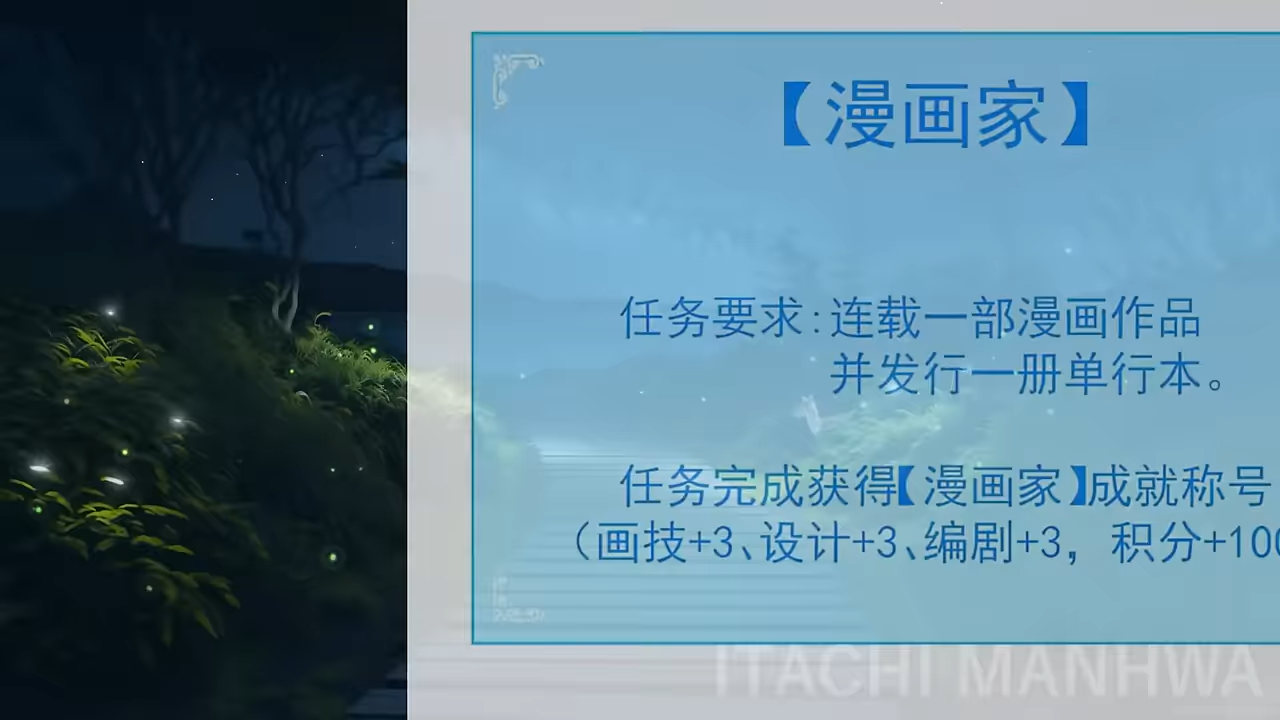 【漫画家】
任务要求:连载一部漫画作品
并发行一册单行本。
任务完成获得【漫画家】成就称号
（画技+3、设计+3、编剧+3，积分+100
ITACHI MANHWA